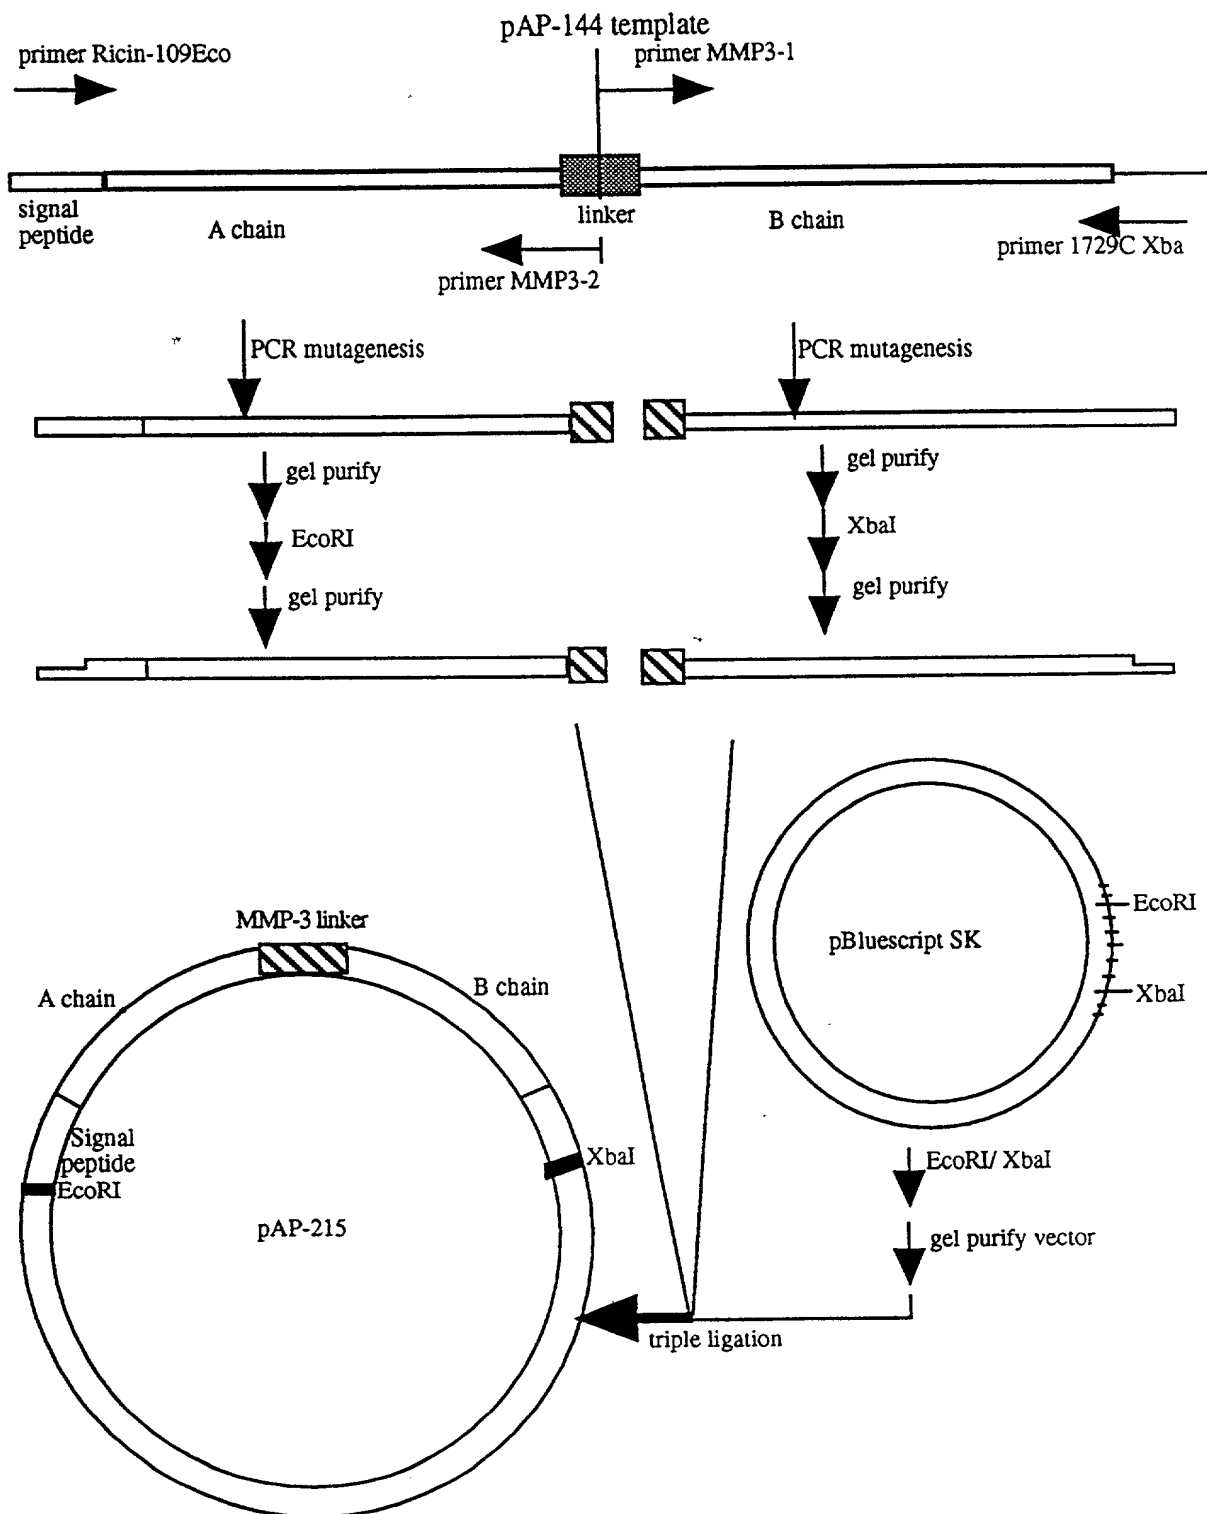 pAP-144 template
primer Ricin-109Eco
primer MMP3-1
signal
peptide
A chain
linker
B chain
primer MMP3-2
primer 1729C Xba
PCR mutagenesis
PCR mutagenesis
gel purify
gel purify
EcoRI
XbaI
gel purify
gel purify
EcoRI
pBluescript SK
XbaI
MMP-3 linker
A chain
B chain
Signal
peptide
EcoRI
XbaI
pAP-215
EcoRI/ XbaI
gel purify vector
triple ligation